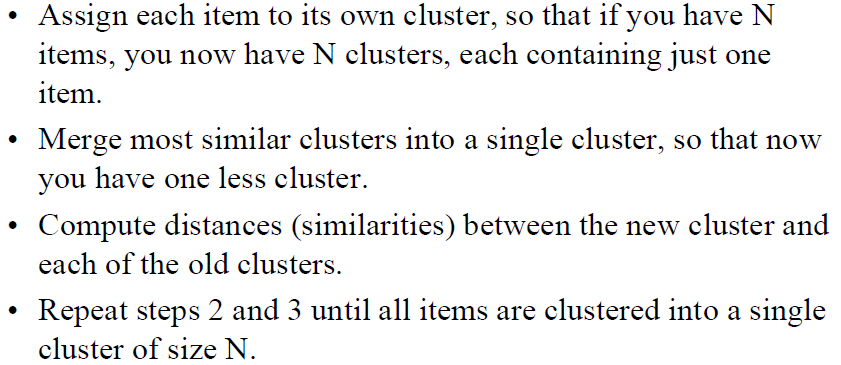 • Assign each item to its own cluster, so that if you have N
items, you now have N clusters, each containing just one
item.
• Merge most similar clusters into a single cluster, so that now
you have one less cluster.
• Compute distances (similarities) between the new cluster and
each of the old clusters.
• Repeat steps 2 and 3 until all items are clustered into a single
cluster of size N.